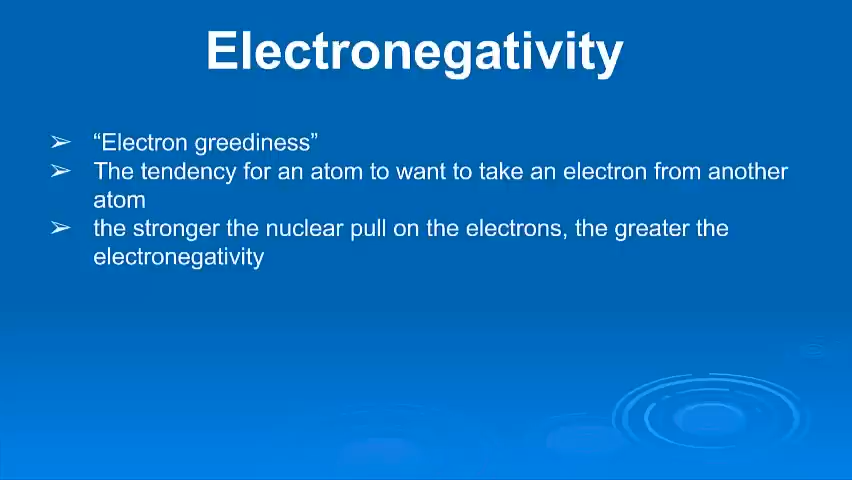 Electronegativity
➢ “Electron greediness”
➢ The tendency for an atom to want to take an electron from another
atom
➢ the stronger the nuclear pull on the electrons, the greater the
electronegativity